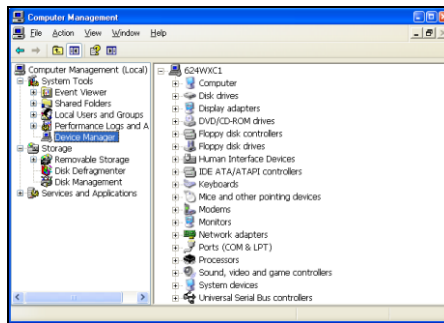 Computer Management
File Action View Window Help
Computer Management (Local)
System Tools
Event Viewer
Shared Folders
Local Users and Groups
Performance Logs and A
Device Manager
Storage
Removable Storage
Disk Defragmenter
Disk Management
Services and Applications
624WXC1
Computer
Disk drives
Display adapters
DVD/CD-ROM drives
Floppy disk controllers
Floppy disk drives
Human Interface Devices
IDE ATA/ATAPI controllers
Keyboards
Mice and other pointing devices
Modems
Monitors
Network adapters
Ports (COM & LPT)
Processors
Sound, video and game controllers
System devices
Universal Serial Bus controllers